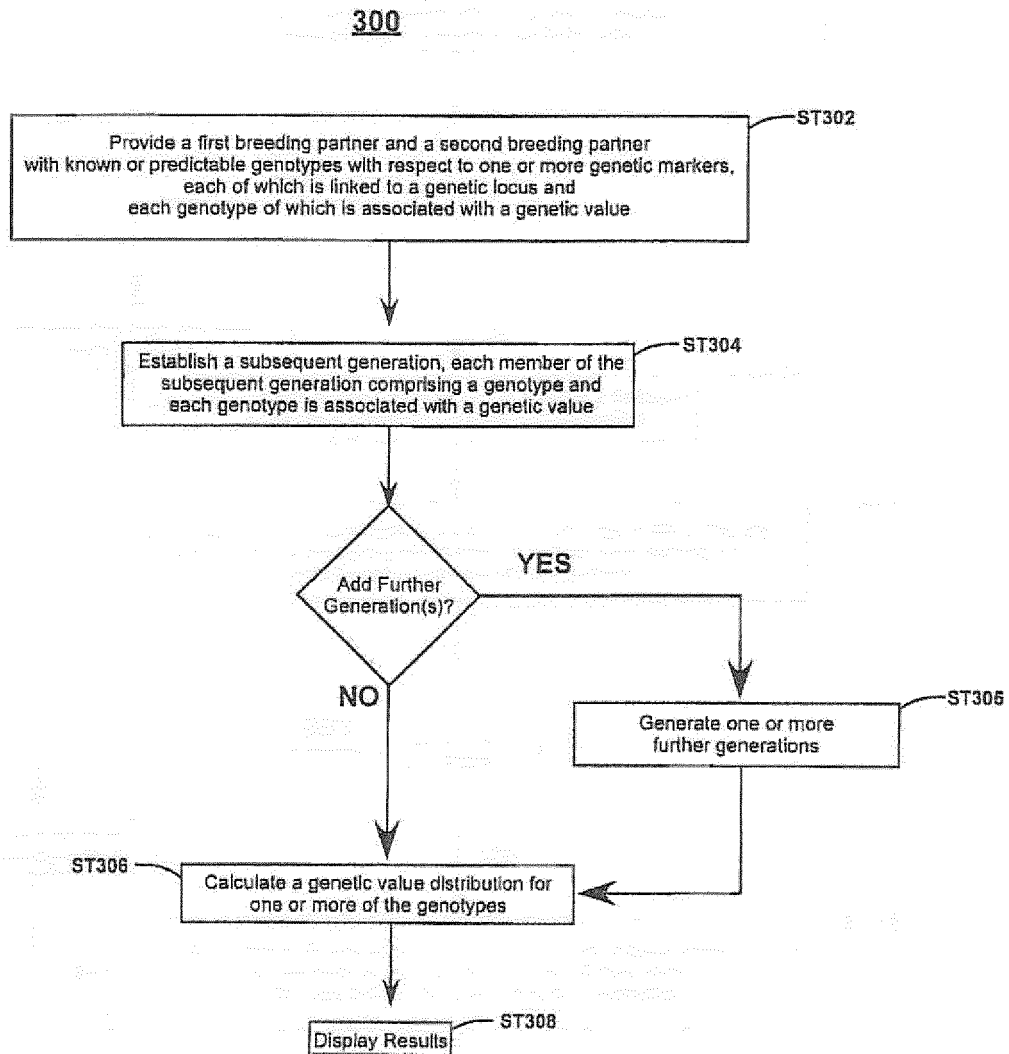 300
ST302
Provide a first breeding partner and a second breeding partner
with known or predictable genotypes with respect to one or more genetic markers,
each of which is linked to a genetic locus and
each genotype of which is associated with a genetic value
ST304
Establish a subsequent generation, each member of the
subsequent generation comprising a genotype and
each genotype is associated with a genetic value
Add Further
Generation(s)?
YES
NO
ST305
Generate one or more
further generations
ST306
Calculate a genetic value distribution for
one or more of the genotypes
ST308
Display Results